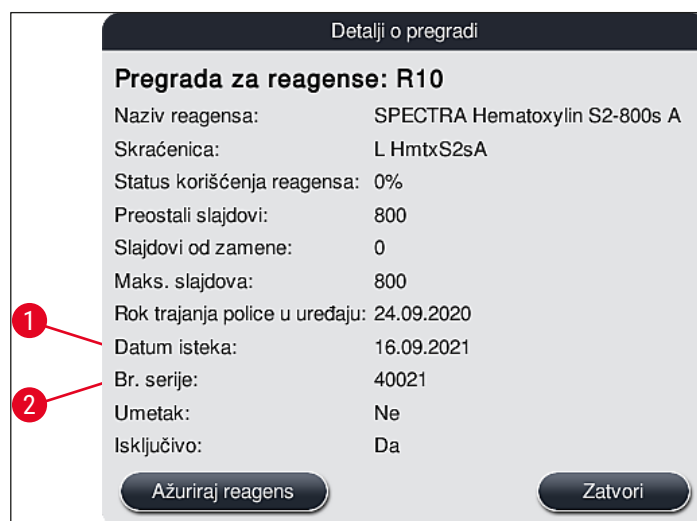 Detalji o pregradi
Pregrada za reagense: R10
Naziv reagensa: SPECTRA Hematoxylin S2-800s A
Skraćenica: L HmtxS2sA
Status korišćenja reagensa: 0%
Preostali slajdovi: 800
Slajdovi od zamene: 0
Maks. slajdova: 800
Rok trajanja police u uređaju: 24.09.2020
1
Datum isteka: 16.09.2021
Br. serije: 40021
2
Umetak: Ne
Isključivo: Da
Ažuriraj reagens Zatvori